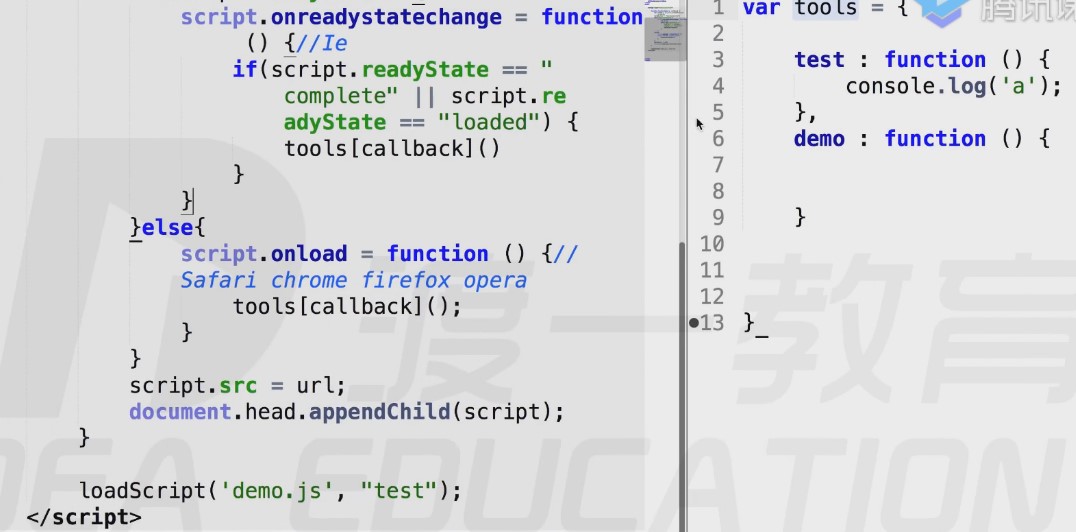 script.onreadystatechange = function
() {//Ie
if(script.readyState == "
complete" || script.re
adyState == "loaded") {
tools[callback]()
}
}
}else{
script.onload = function () {//
Safari chrome firefox opera
tools[callback]();
}
}
script.src = url;
document.head.appendChild(script);
}
loadScript('demo.js', "test");
</script>
1 var tools = {
2
3 test : function () {
4 console.log('a');
5 },
6 demo : function () {
7
8
9 }
10
11
12
13 }
腾讯课
渡一教育
EDUCATION